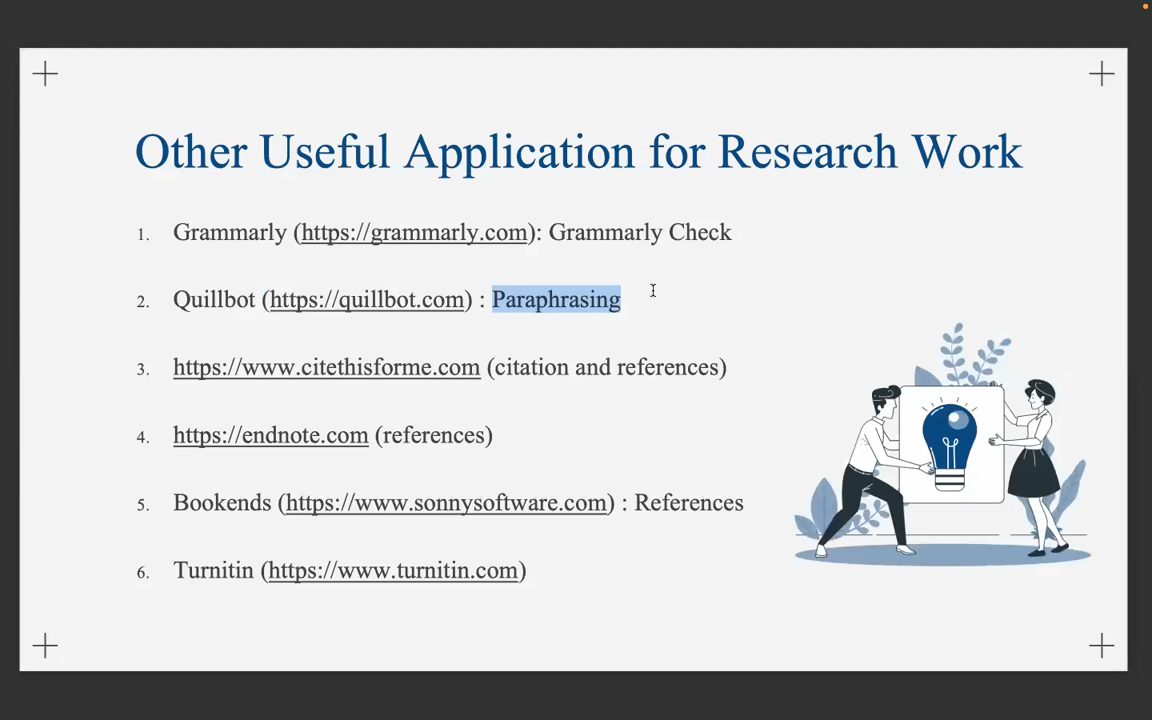 Other Useful Application for Research Work
1. Grammarly (https://grammarly.com): Grammarly Check
2. Quillbot (https://quillbot.com) : Paraphrasing
3. https://www.citethisforme.com (citation and references)
4. https://endnote.com (references)
5. Bookends (https://www.sonnysoftware.com) : References
6. Turnitin (https://www.turnitin.com)